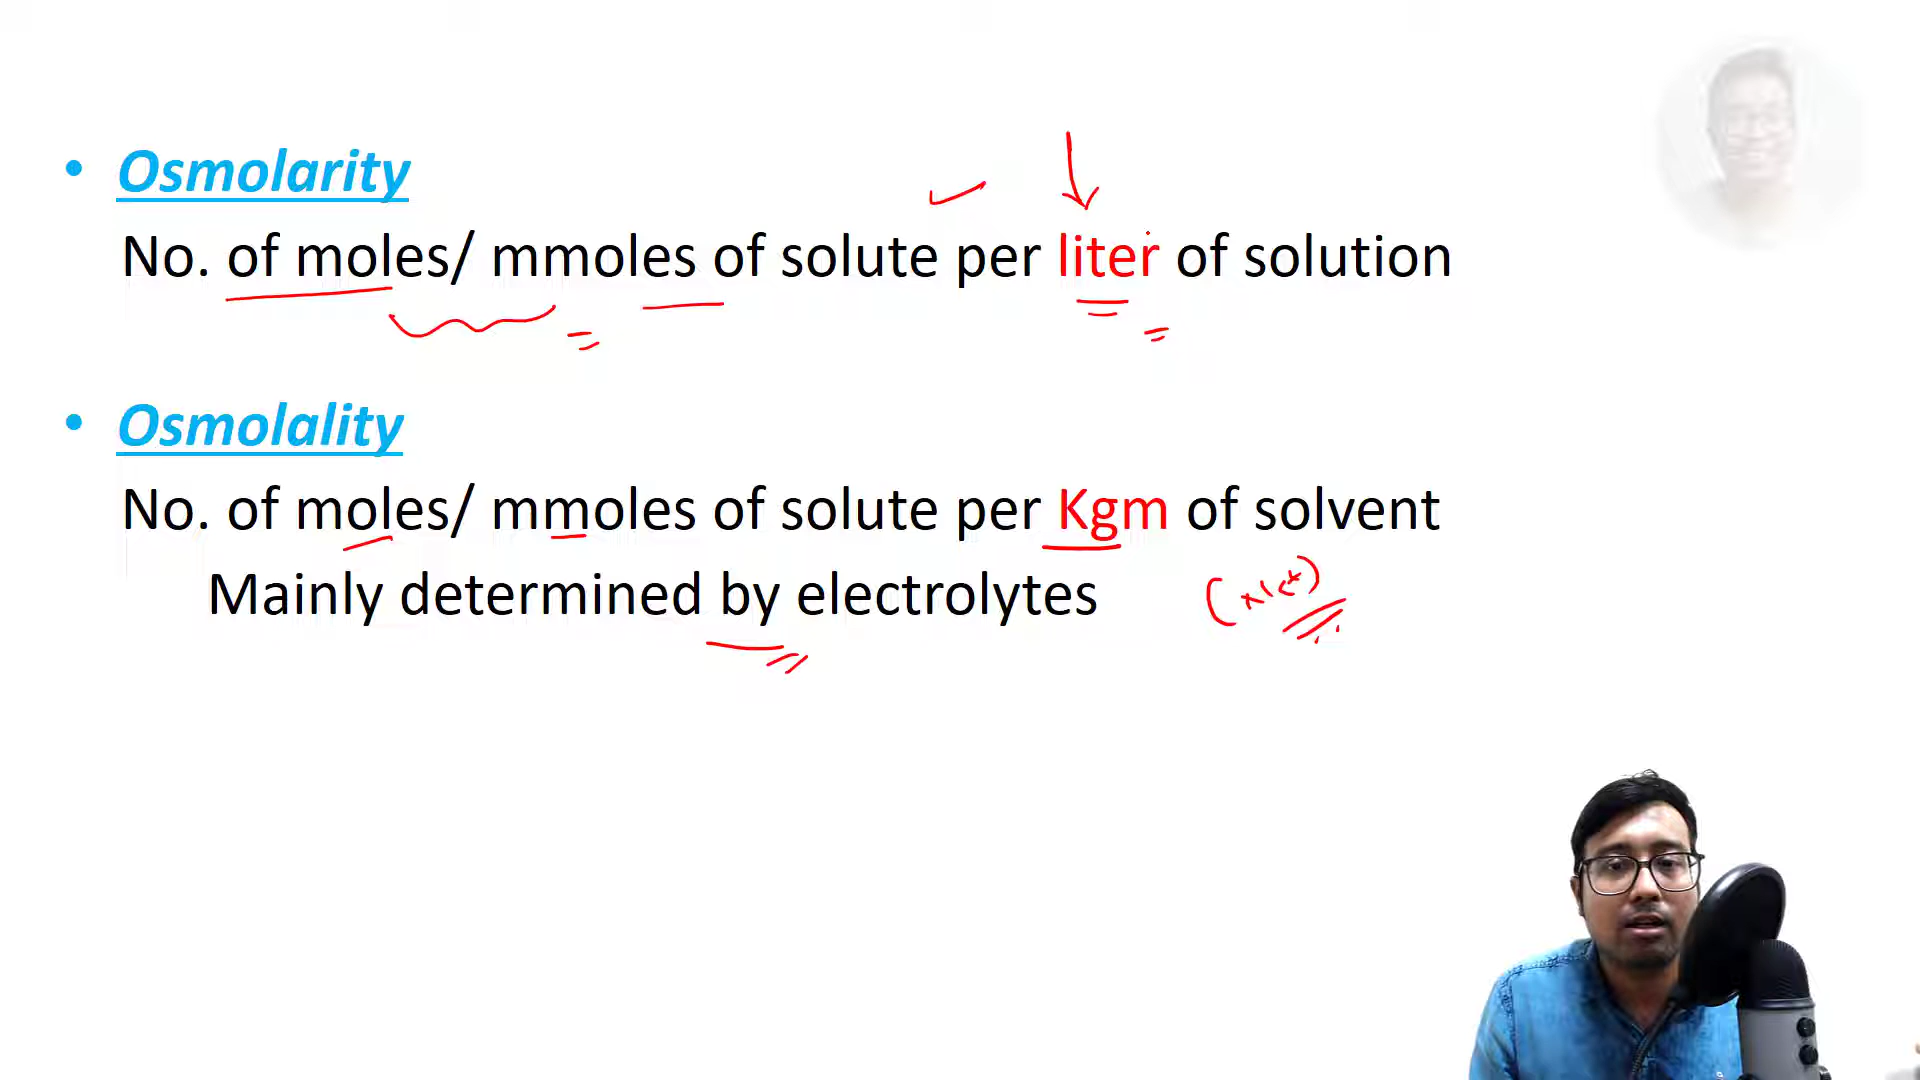 • Osmolarity
No. of moles/ mmoles of solute per liter of solution
• Osmolality
No. of moles/ mmoles of solute per Kgm of solvent
Mainly determined by electrolytes